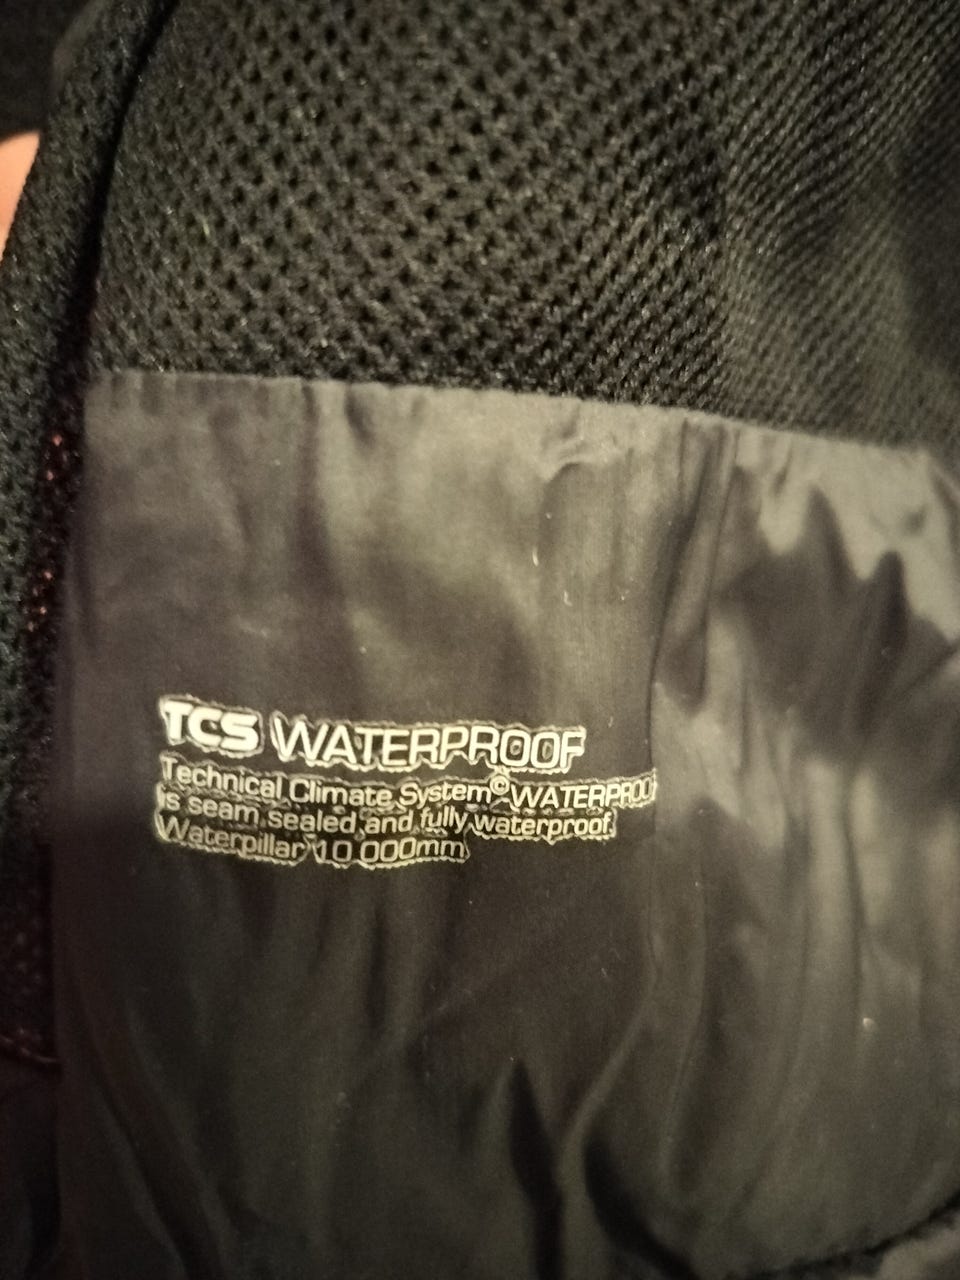 TCS WATERPROOF
Technical Climate System© WATERPROOF
is seam sealed and fully waterproof.
Waterpillar 10 000mm